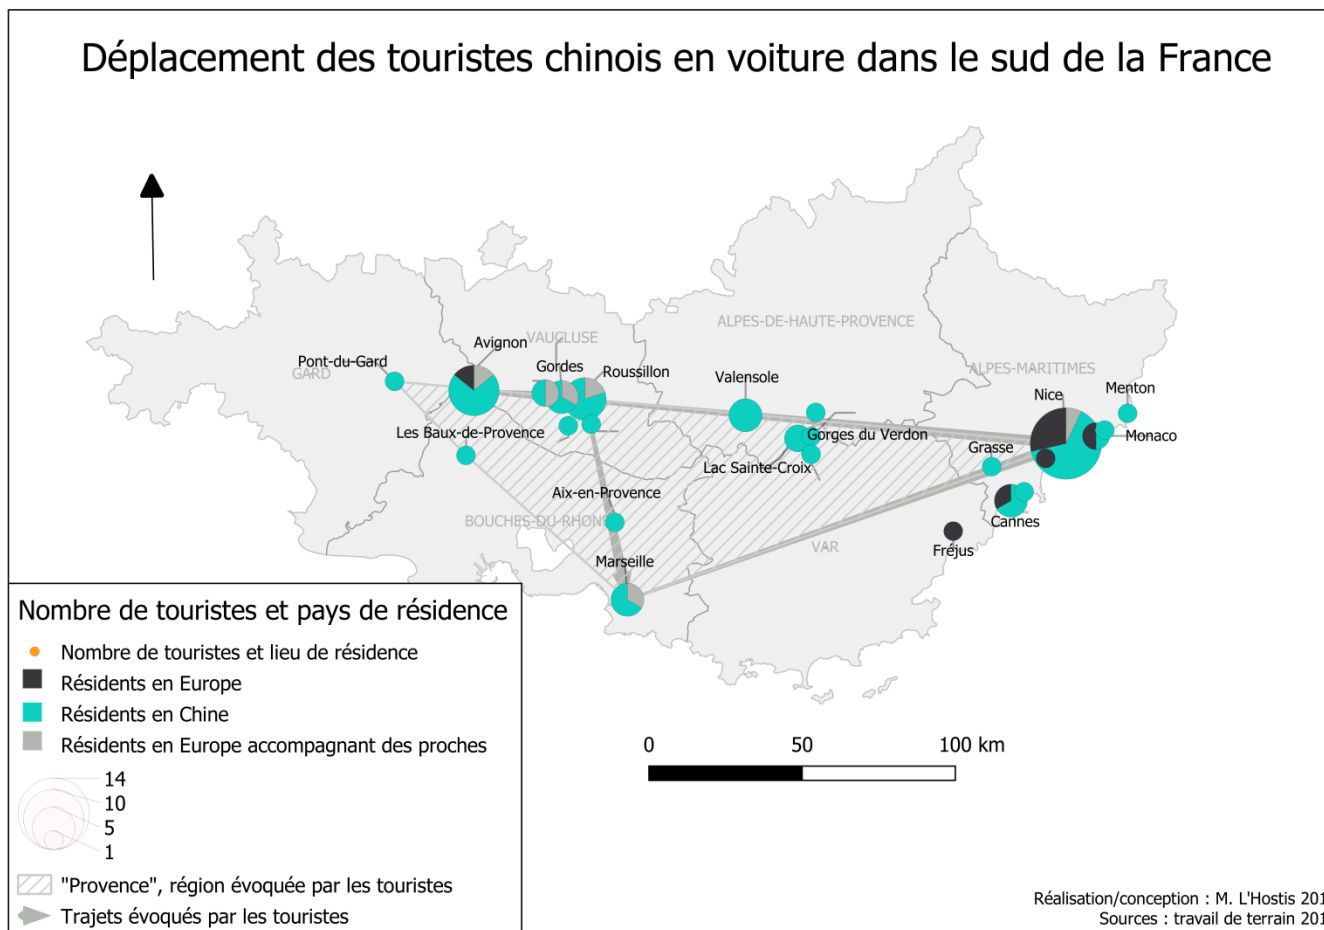 Déplacement des touristes chinois en voiture dans le sud de la France
ALPES-DE-HAUTE-PROVENCE
VAUCLUSE
Avignon
Pont-du-Gard
GARD
Gordes
Roussillon
ALPES-MARITIMES
Valensole
Nice
Menton
Les Baux-de-Provence
Gorges du Verdon
Monaco
Lac Sainte-Croix
Grasse
Aix-en-Provence
BOUCHES-DU-RHONE
Cannes
Fréjus
VAR
Marseille
Nombre de touristes et pays de résidence
Nombre de touristes et lieu de résidence
Résidents en Europe
Résidents en Chine
Résidents en Europe accompagnant des proches
14
10
5
1
"Provence", région évoquée par les touristes
Trajets évoqués par les touristes
0 50 100 km
Réalisation/conception : M. L'Hostis 201
Sources : travail de terrain 201